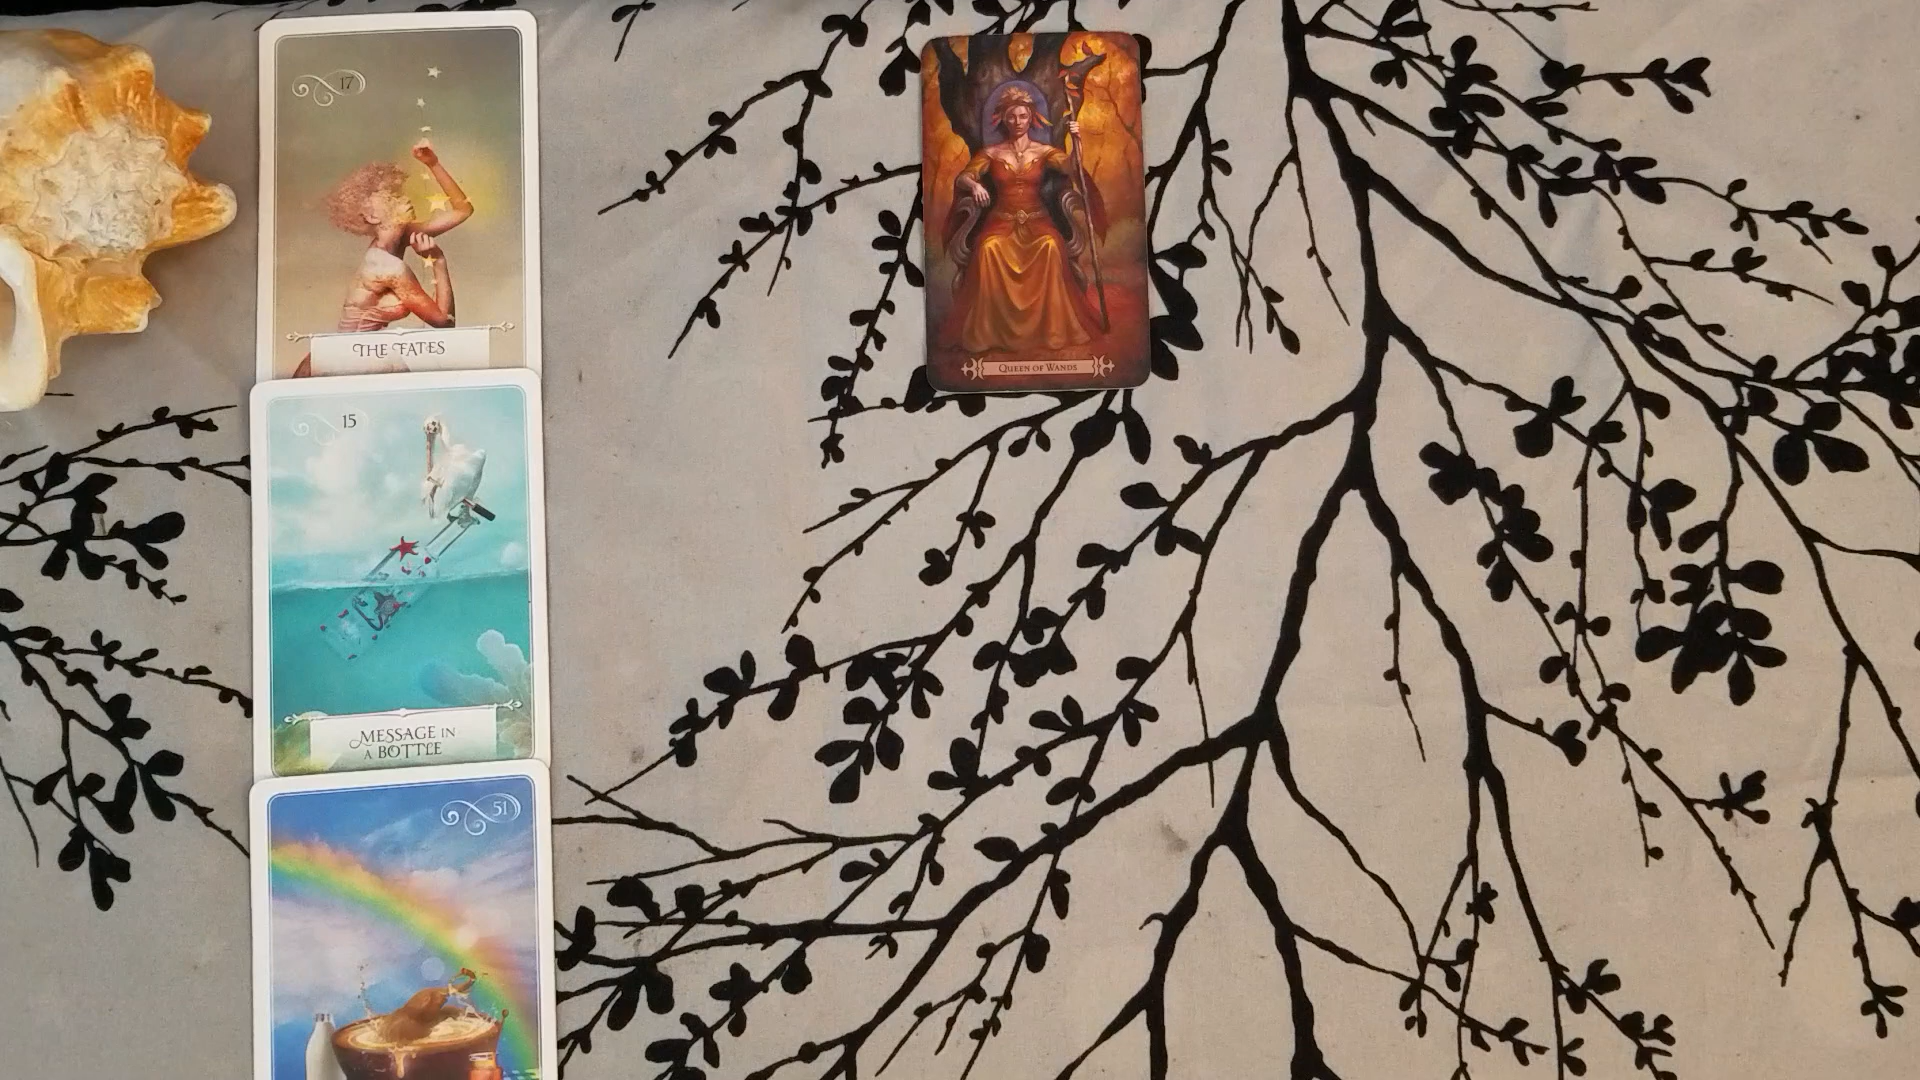 17
THE FATES
15
MESSAGE IN
A BOTTLE
51
QUEEN OF WANDS